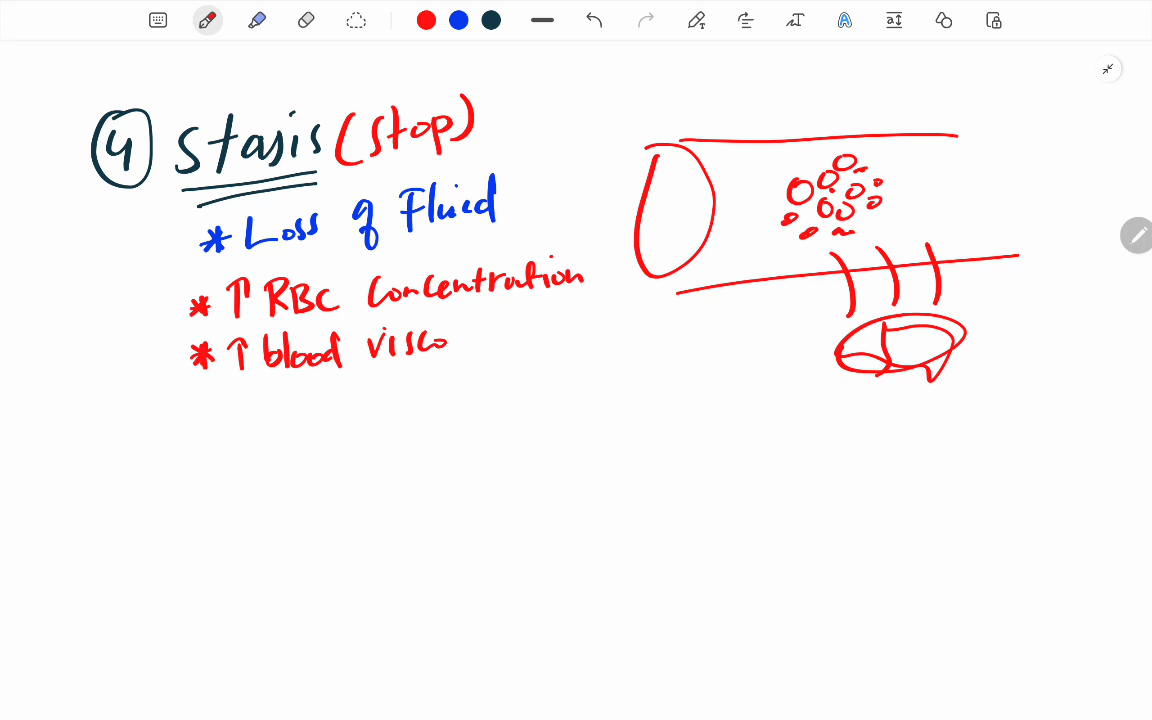 ④ Stasis (Stop)
* Loss of Fluid
* ↑ RBC Concentration
* ↑ blood visco